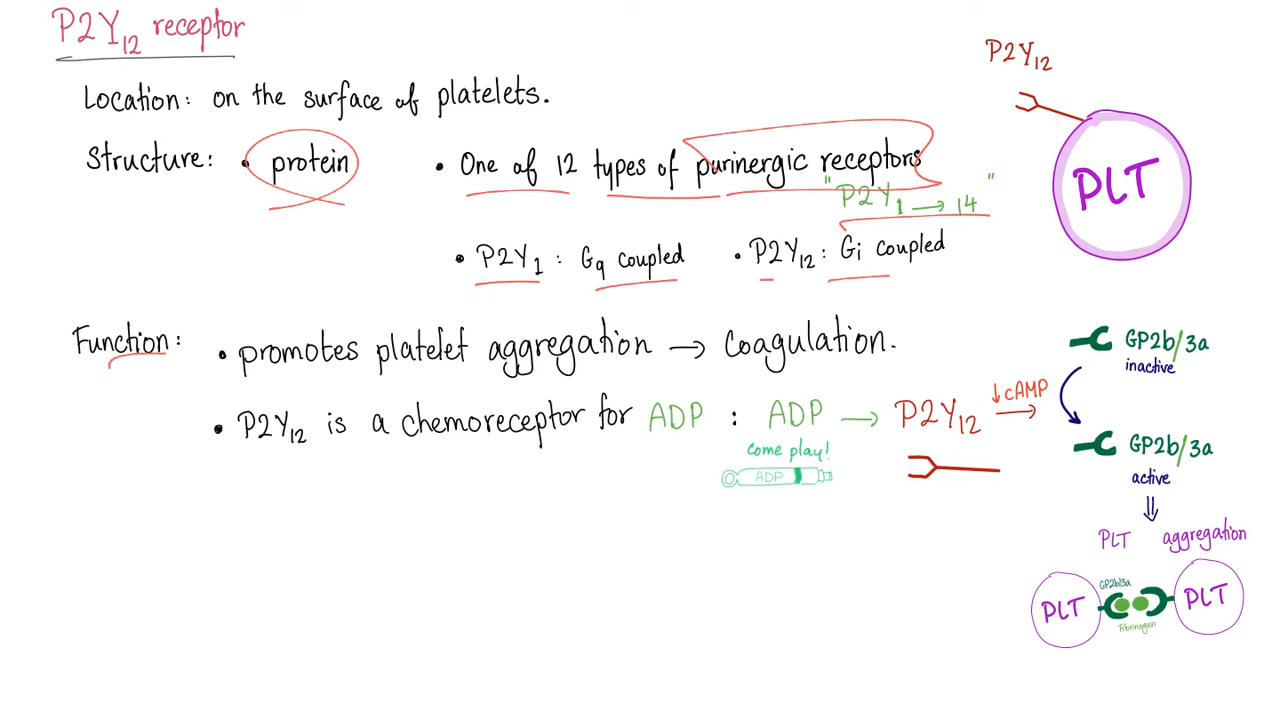 P2Y12 receptor
P2Y12
Location: on the surface of platelets.
Structure: • protein • One of 12 types of purinergic receptors
"P2Y1 → 14"
PLT
• P2Y1 : Gq coupled • P2Y12 : Gi coupled
Function: • promotes platelet aggregation → coagulation.
GP2b/3a
inactive
• P2Y12 is a chemoreceptor for ADP : ADP → P2Y12 ↓cAMP →
come play!
ADP
GP2b/3a
active
PLT aggregation
GP2b/3a
PLT PLT
Fibrinogen